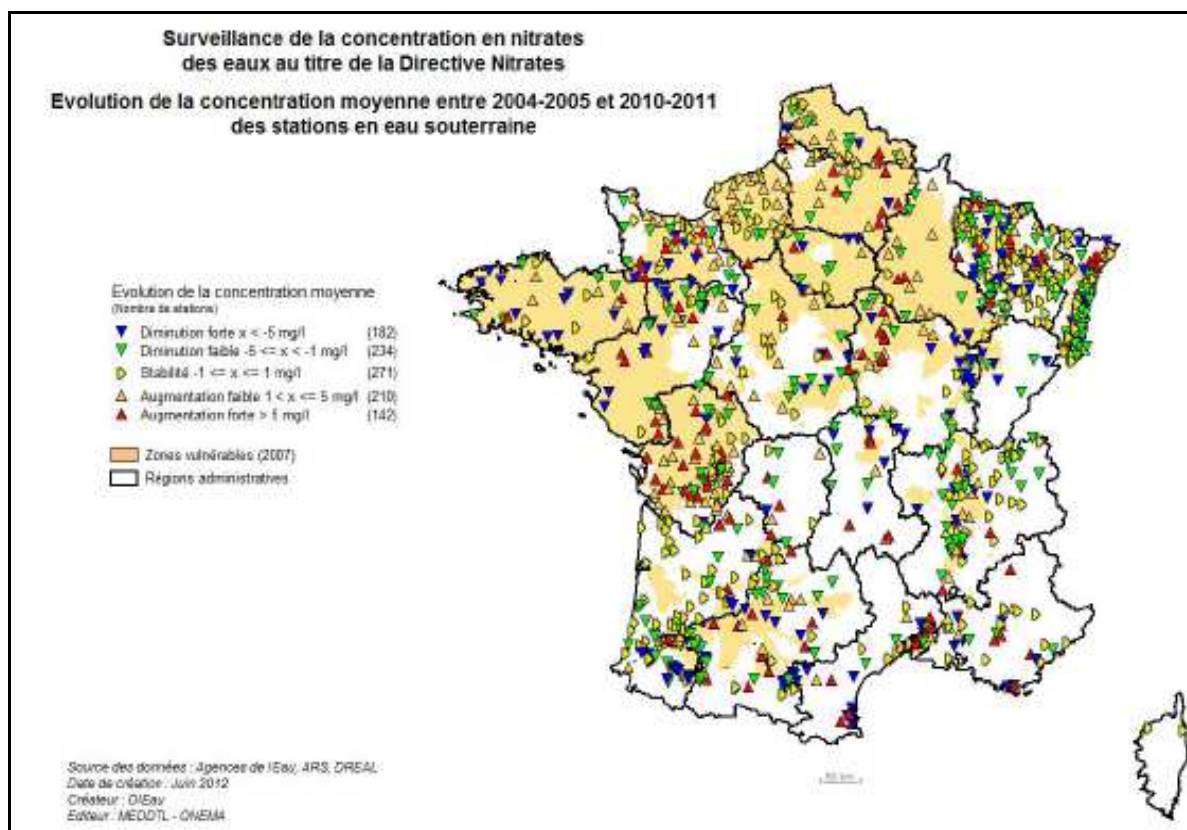 Surveillance de la concentration en nitrates
des eaux au titre de la Directive Nitrates
Evolution de la concentration moyenne entre 2004-2005 et 2010-2011
des stations en eau souterraine
Evolution de la concentration moyenne
(Nombre de stations)
Diminution forte x < -5 mg/l (182)
Diminution faible -5 <= x < -1 mg/l (234)
Stabilité -1 <= x <= 1 mg/l (271)
Augmentation faible 1 < x <= 5 mg/l (210)
Augmentation forte > 5 mg/l (142)
Zones vulnérables (2007)
Régions administratives
Source des données : Agences de l'Eau, ARS, DREAL
Date de création : Juin 2012
Créateur : OIEau
Editeur : MEDDTL - ONEMA